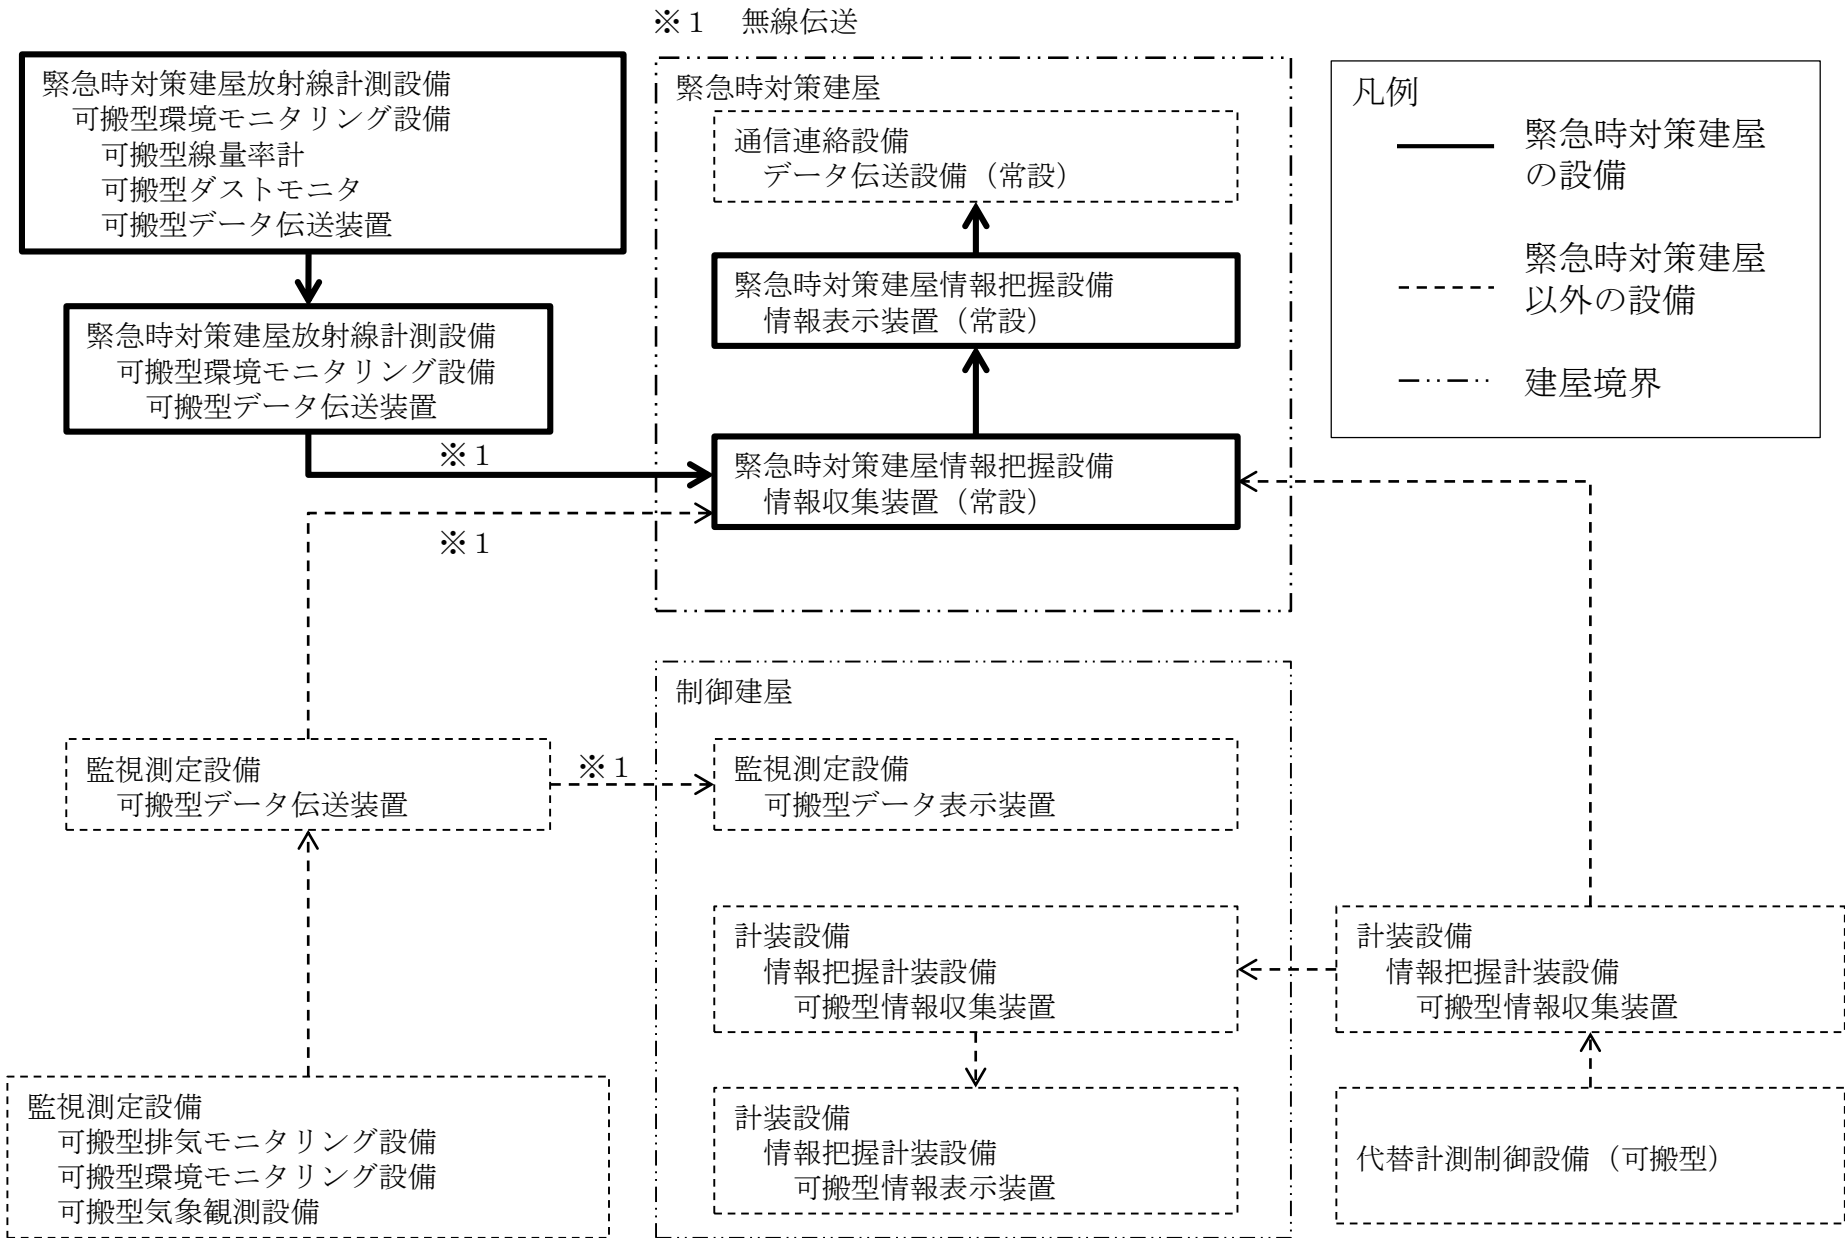 ※１　無線伝送
緊急時対策建屋放射線計測設備
可搬型環境モニタリング設備
可搬型線量率計
可搬型ダストモニタ
可搬型データ伝送装置
緊急時対策建屋放射線計測設備
可搬型環境モニタリング設備
可搬型データ伝送装置
※１
※１
緊急時対策建屋
通信連絡設備
データ伝送設備（常設）
緊急時対策建屋情報把握設備
情報表示装置（常設）
緊急時対策建屋情報把握設備
情報収集装置（常設）
凡例
緊急時対策建屋
の設備
緊急時対策建屋
以外の設備
建屋境界
制御建屋
監視測定設備
可搬型データ伝送装置
※１
監視測定設備
可搬型データ表示装置
計装設備
情報把握計装設備
可搬型情報収集装置
計装設備
情報把握計装設備
可搬型情報収集装置
監視測定設備
可搬型排気モニタリング設備
可搬型環境モニタリング設備
可搬型気象観測設備
計装設備
情報把握計装設備
可搬型情報表示装置
代替計測制御設備（可搬型）